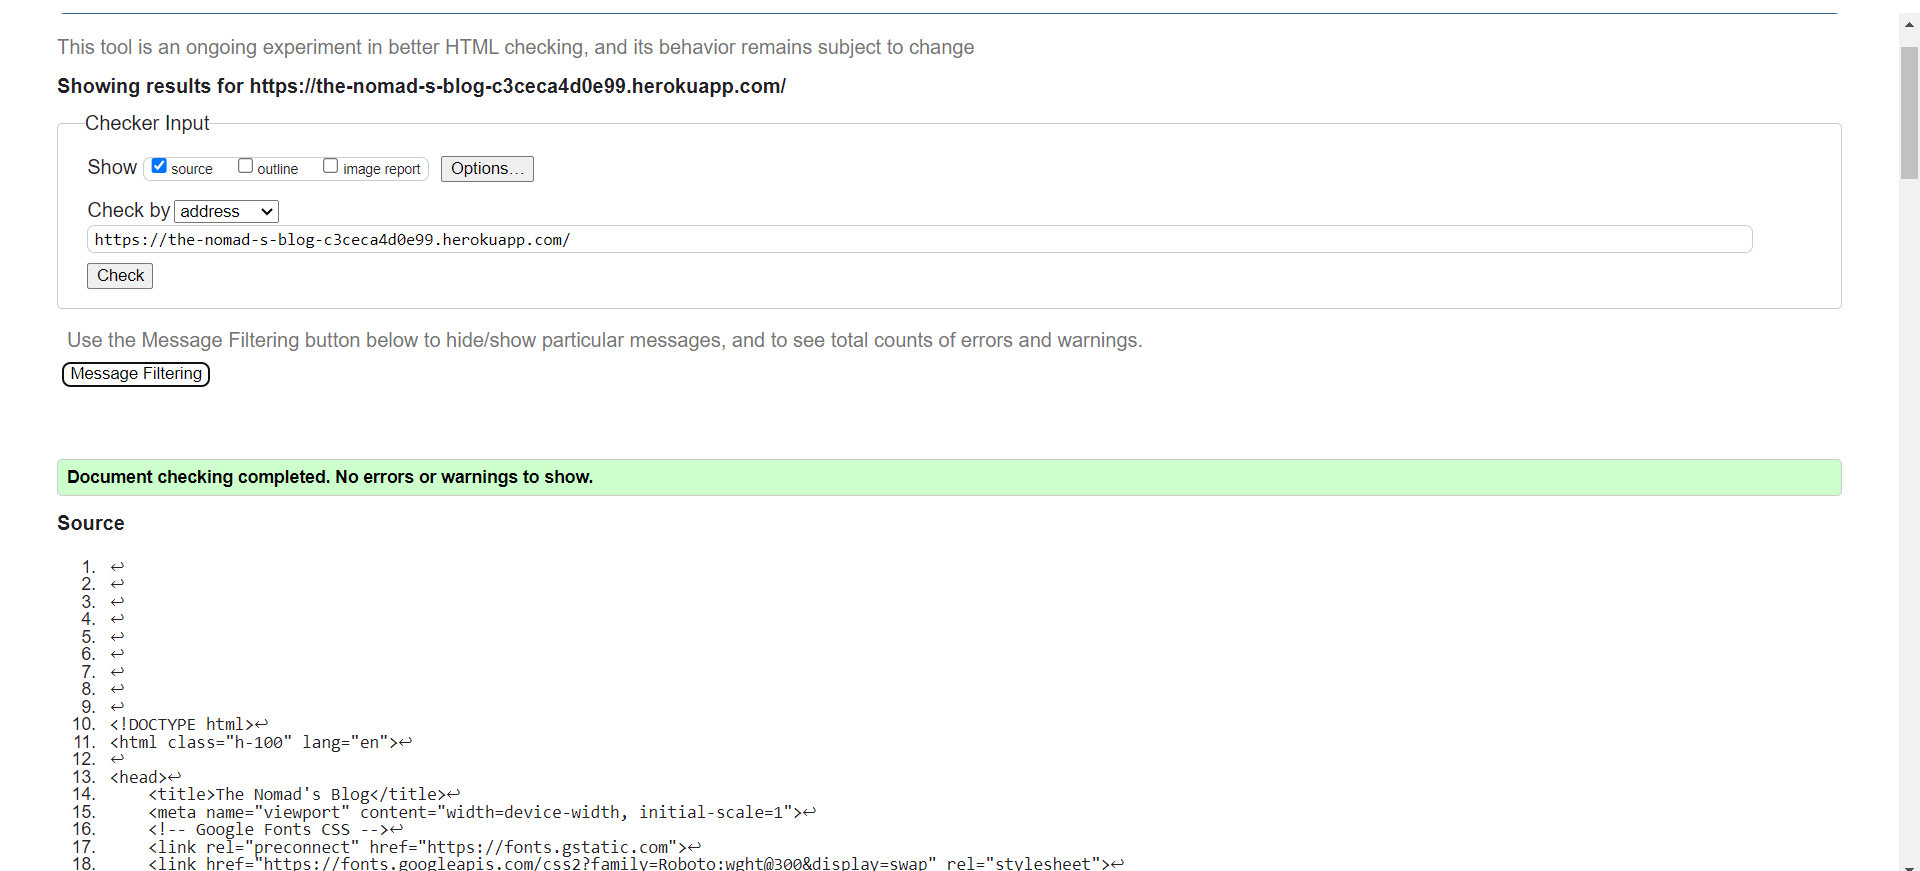 This tool is an ongoing experiment in better HTML checking, and its behavior remains subject to change
Showing results for https://the-nomad-s-blog-c3ceca4d0e99.herokuapp.com/
Checker Input
Show source outline image report Options…
Check by address
https://the-nomad-s-blog-c3ceca4d0e99.herokuapp.com/
Check
Use the Message Filtering button below to hide/show particular messages, and to see total counts of errors and warnings.
Message Filtering
Document checking completed. No errors or warnings to show.
Source
1. ↩
2. ↩
3. ↩
4. ↩
5. ↩
6. ↩
7. ↩
8. ↩
9. ↩
10. <!DOCTYPE html>↩
11. <html class="h-100" lang="en">↩
12. ↩
13. <head>↩
14. <title>The Nomad's Blog</title>↩
15. <meta name="viewport" content="width=device-width, initial-scale=1">↩
16. <!-- Google Fonts CSS -->↩
17. <link rel="preconnect" href="https://fonts.gstatic.com">↩
18. <link href="https://fonts.googleapis.com/css2?family=Roboto:wght@300&display=swap" rel="stylesheet">↩